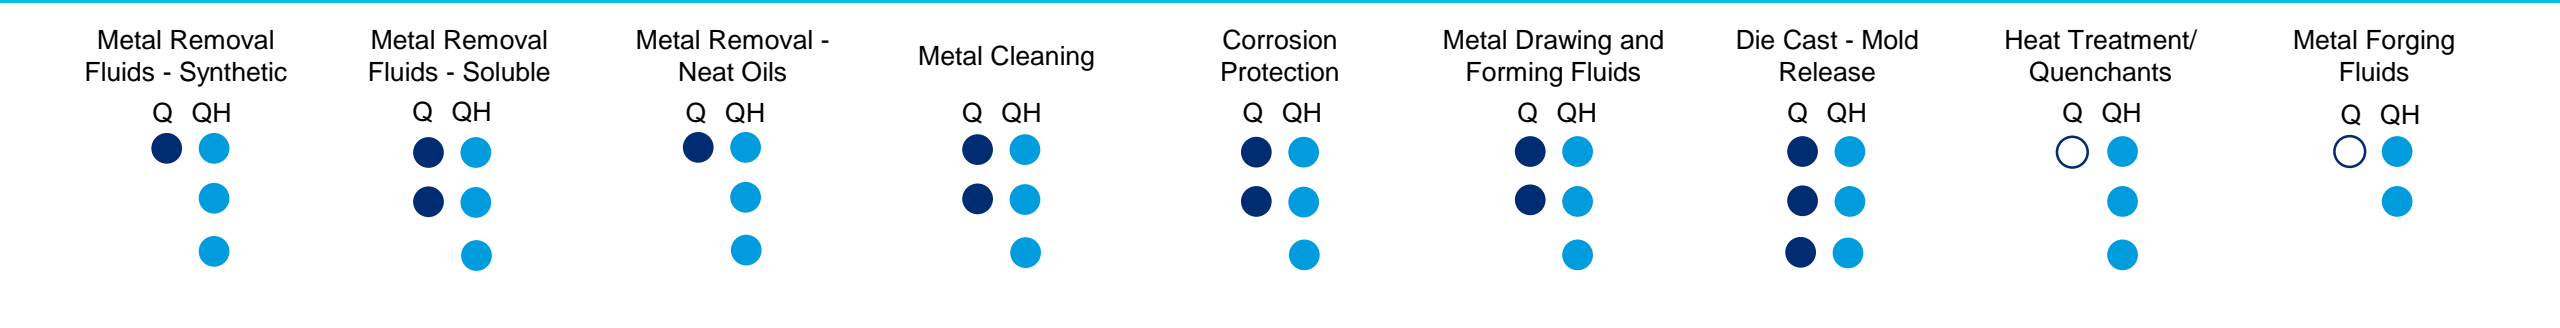 Metal Removal
Fluids - Synthetic
Q QH
Metal Removal
Fluids - Soluble
Q QH
Metal Removal -
Neat Oils
Q QH
Metal Cleaning
Q QH
Corrosion
Protection
Q QH
Metal Drawing and
Forming Fluids
Q QH
Die Cast - Mold
Release
Q QH
Heat Treatment/
Quenchants
Q QH
Metal Forging
Fluids
Q QH